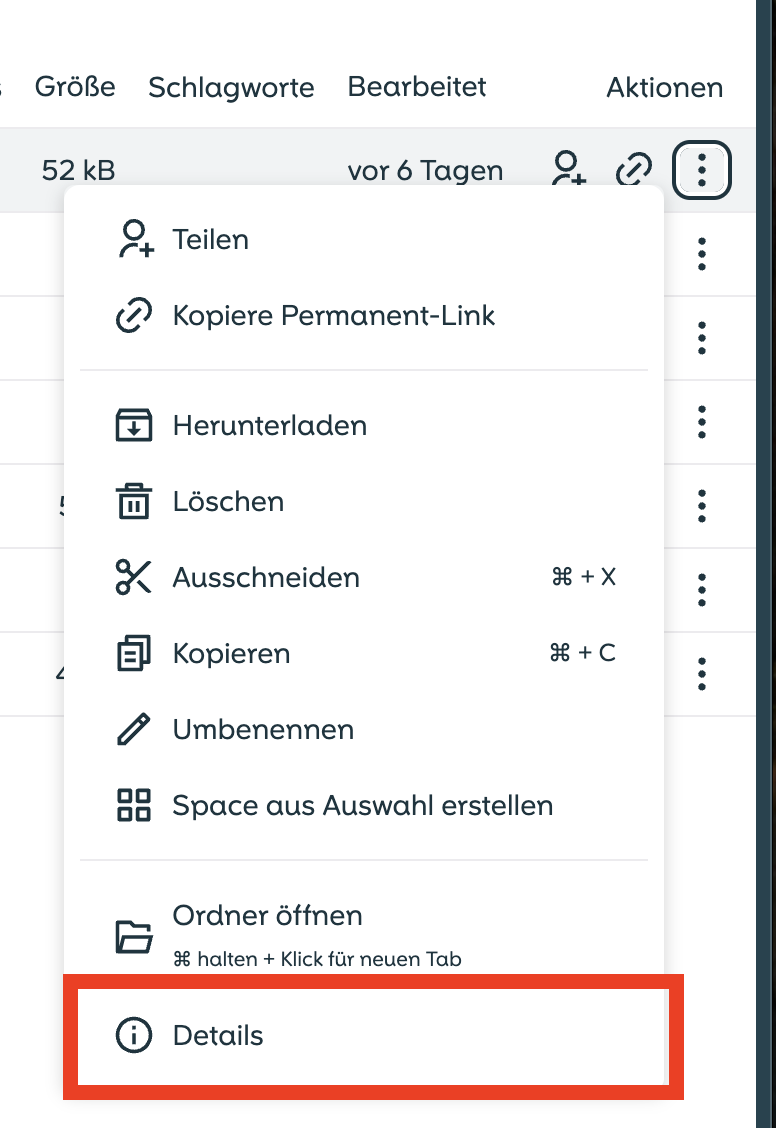 Größe Schlagworte Bearbeitet Aktionen
52 kB vor 6 Tagen
Teilen
Kopiere Permanent-Link
Herunterladen
Löschen
Ausschneiden ⌘ + X
Kopieren ⌘ + C
Umbenennen
Space aus Auswahl erstellen
Ordner öffnen
⌘ halten + Klick für neuen Tab
Details